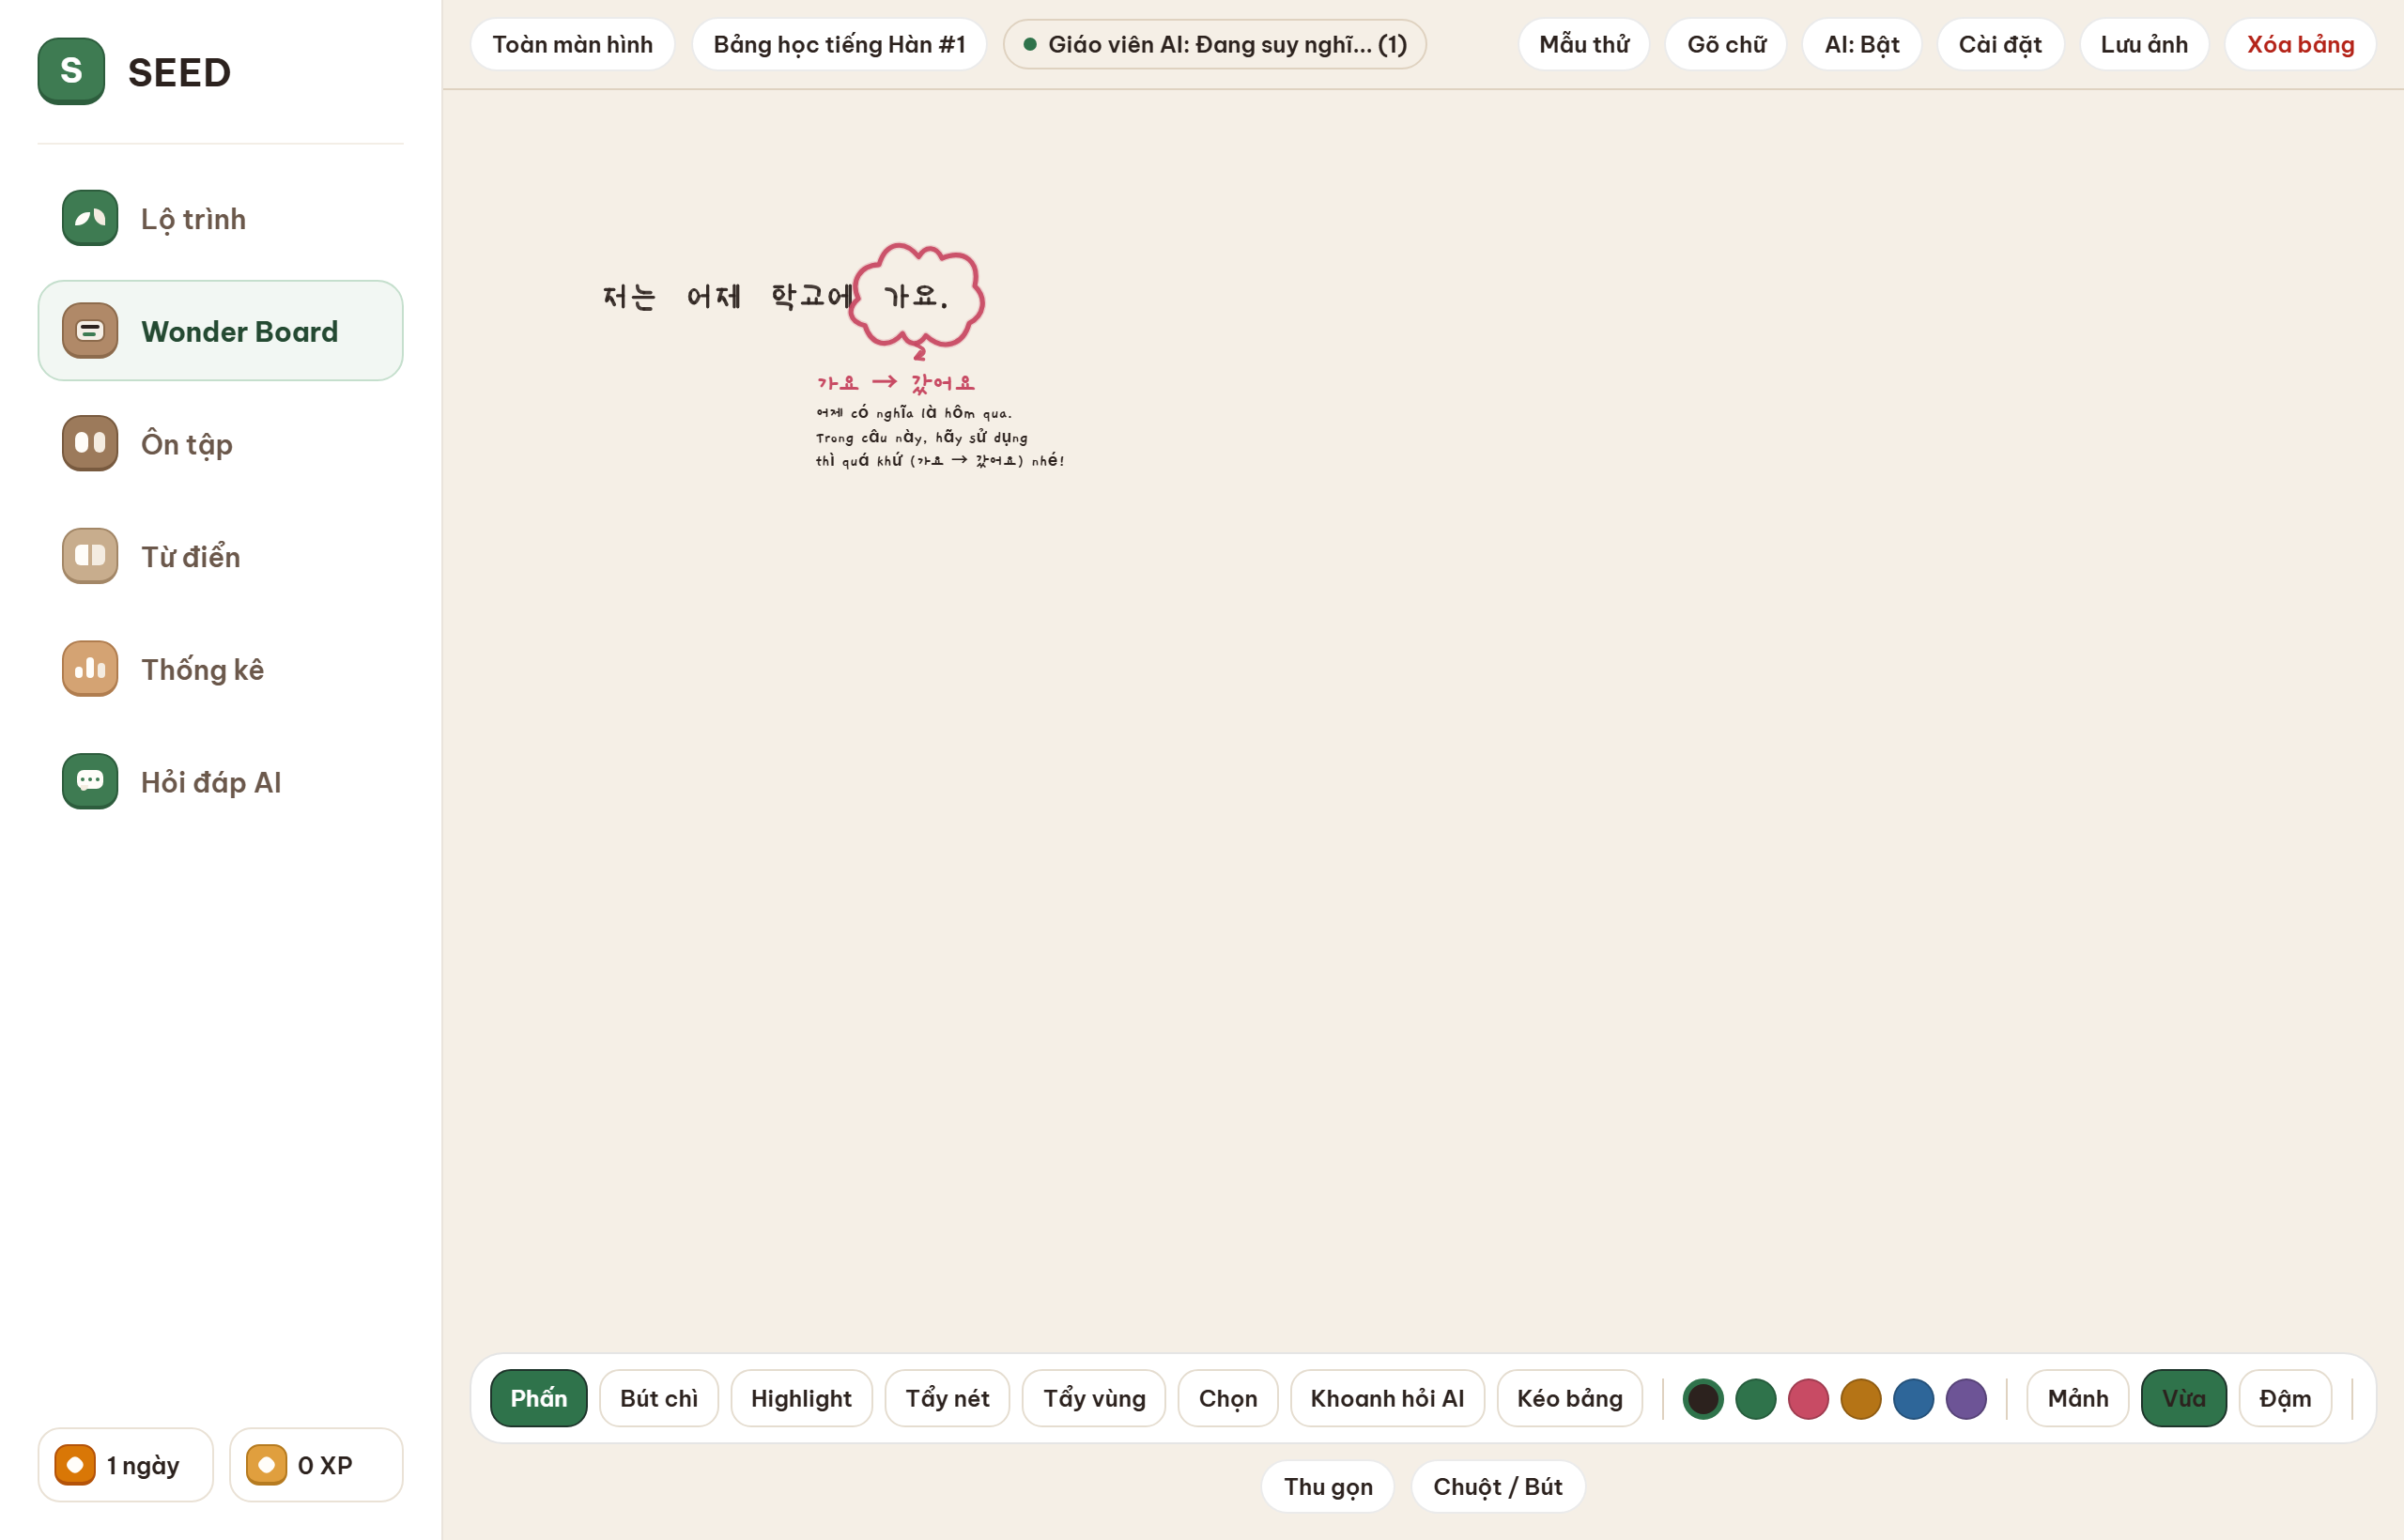 S SEED
Lộ trình
Wonder Board
Ôn tập
Từ điển
Thống kê
Hỏi đáp AI
1 ngày
0 XP
Toàn màn hình
Bảng học tiếng Hàn #1
Giáo viên AI: Đang suy nghĩ... (1)
Mẫu thử
Gõ chữ
AI: Bật
Cài đặt
Lưu ảnh
Xóa bảng
저는 어제 학교에 가요.
가요 → 갔어요
어제 có nghĩa là hôm qua.
Trong câu này, hãy sử dụng
thì quá khứ (가요 → 갔어요) nhé!
Phấn
Bút chì
Highlight
Tẩy nét
Tẩy vùng
Chọn
Khoanh hỏi AI
Kéo bảng
Mảnh
Vừa
Đậm
Thu gọn
Chuột / Bút